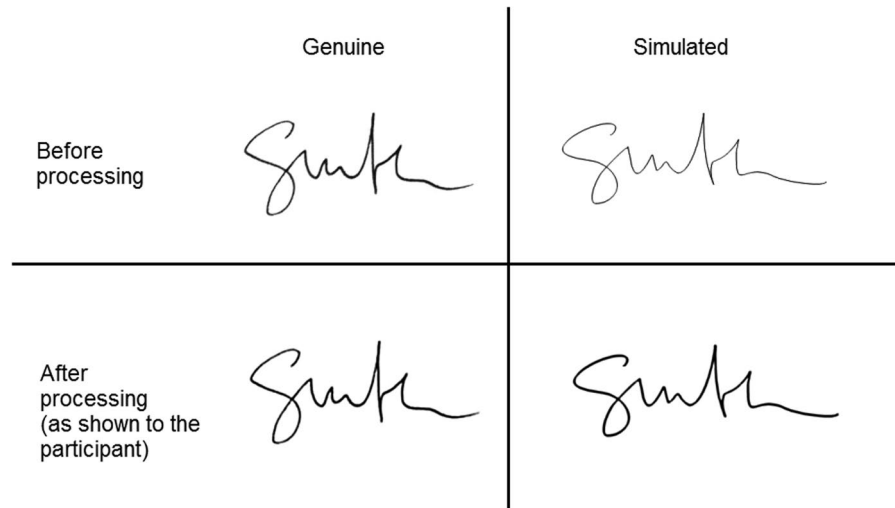 Genuine
Simulated
Before
processing
After
processing
(as shown to the
participant)